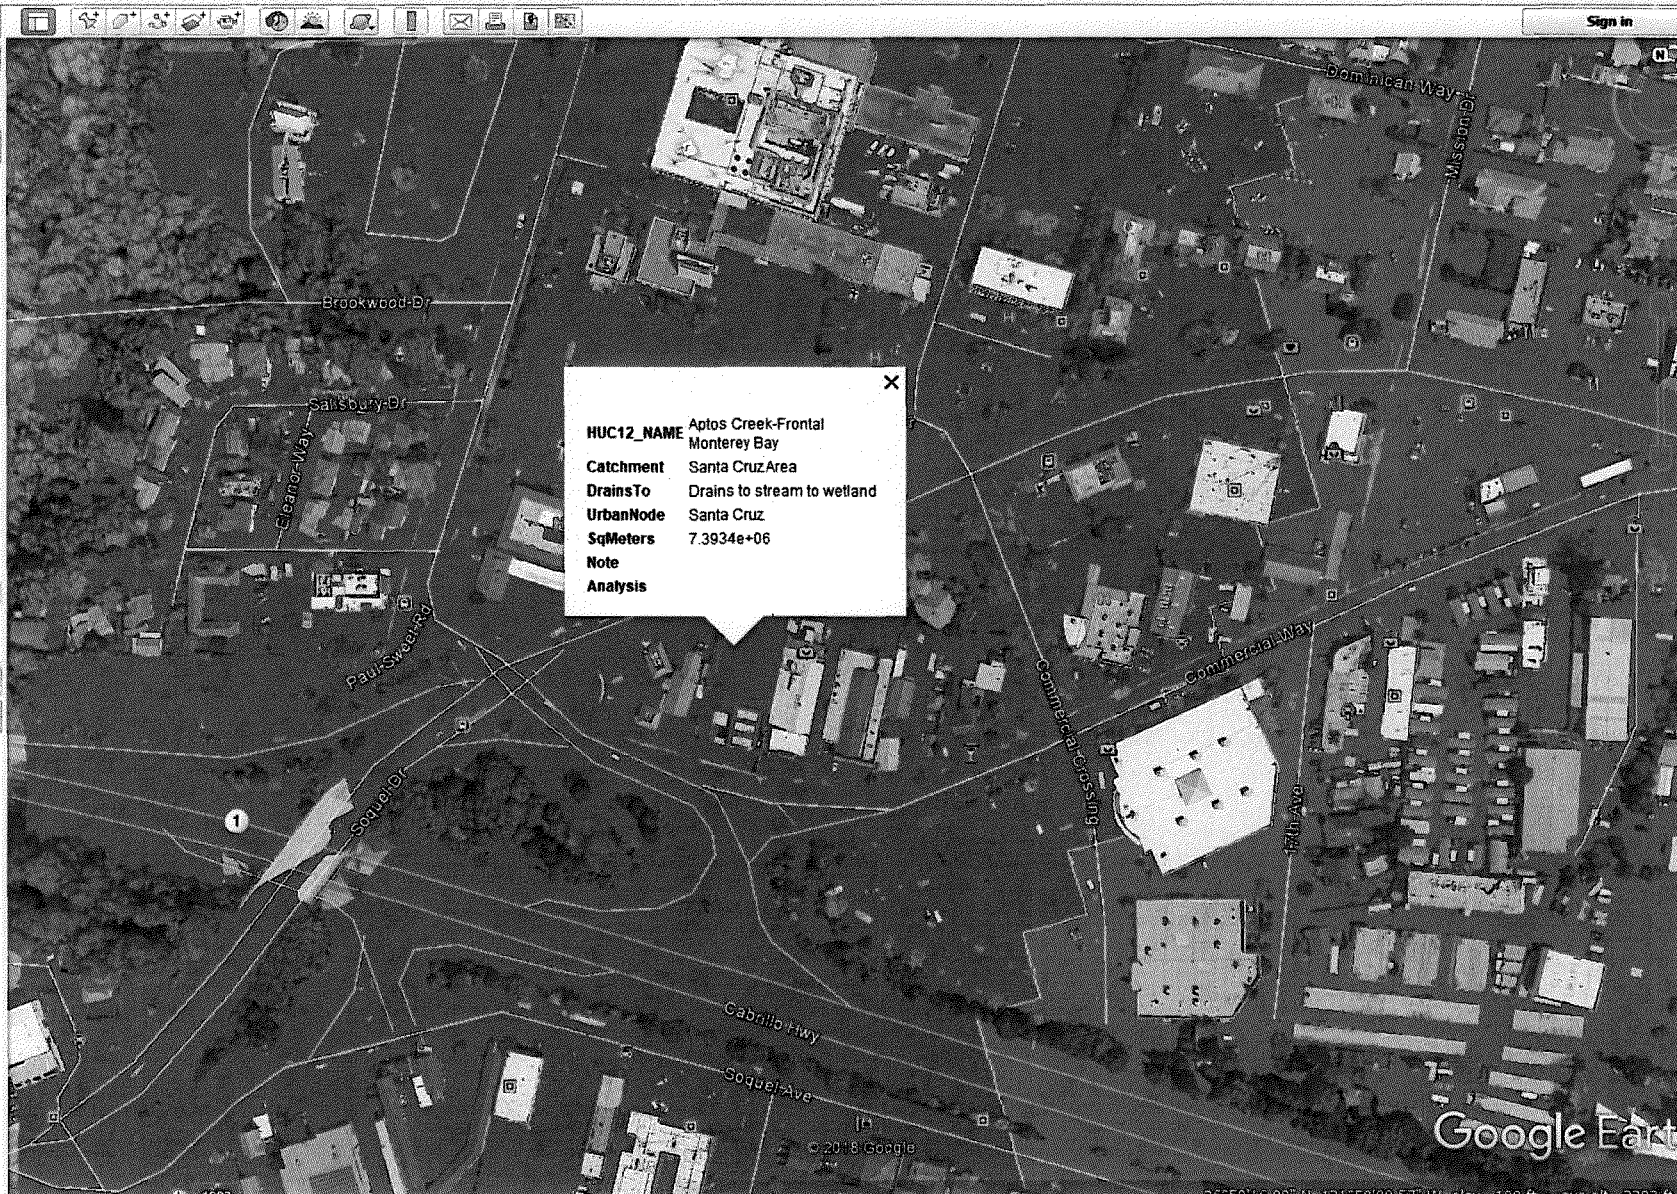 Sign in
N
Dominican Way
Mission Dr
Brookwood Dr
Salisbury Dr
Eleanor Way
HUC12_NAME Aptos Creek-Frontal
Monterey Bay
Catchment Santa Cruz Area
DrainsTo Drains to stream to wetland
UrbanNode Santa Cruz
SqMeters 7.3934e+06
Note
Analysis
Paul Sweet Rd
Commercial Way
Commercial Crossing
17th Ave
Soquel Dr
1
Cabrillo Hwy
Soquel Ave
© 2018 Google
Google Eart